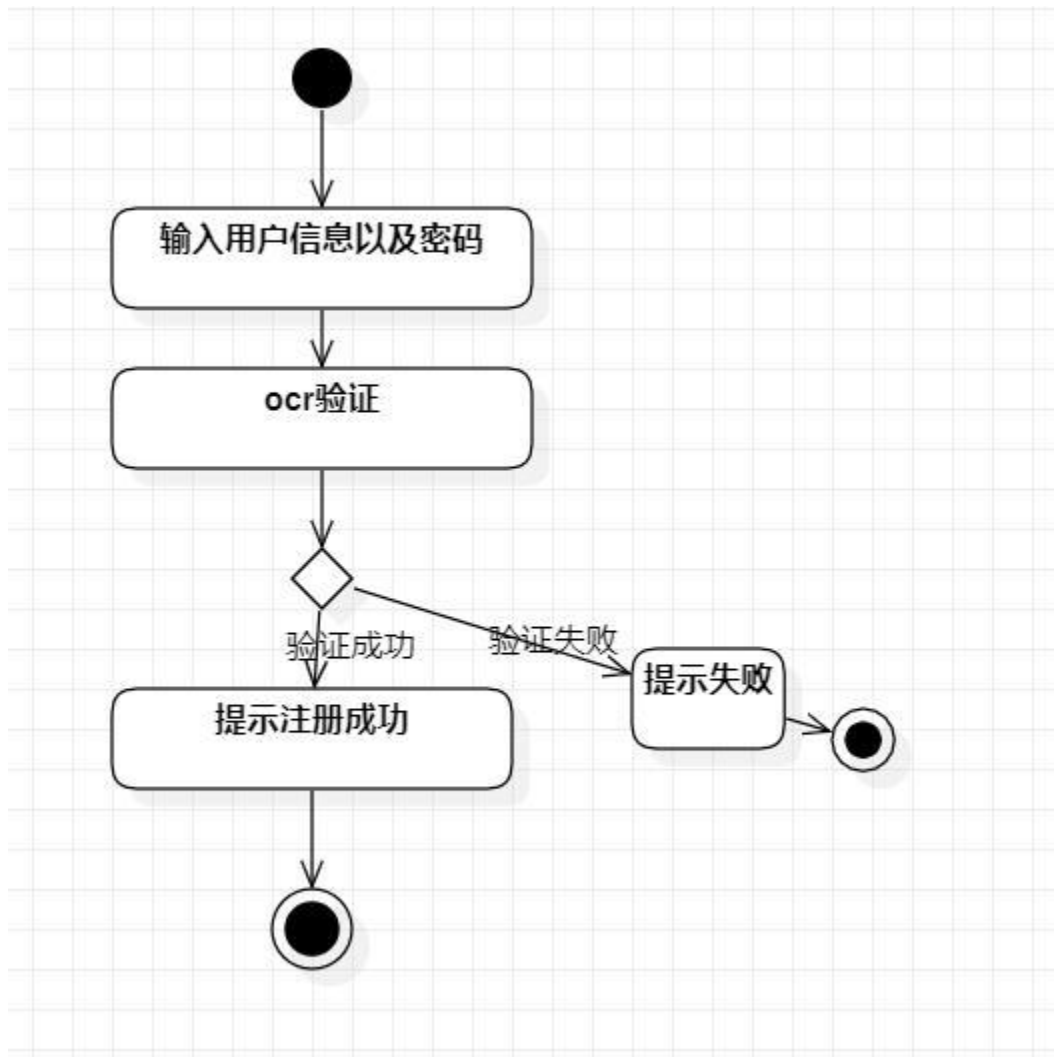 输入用户信息以及密码
ocr验证
验证成功
验证失败
提示失败
提示注册成功